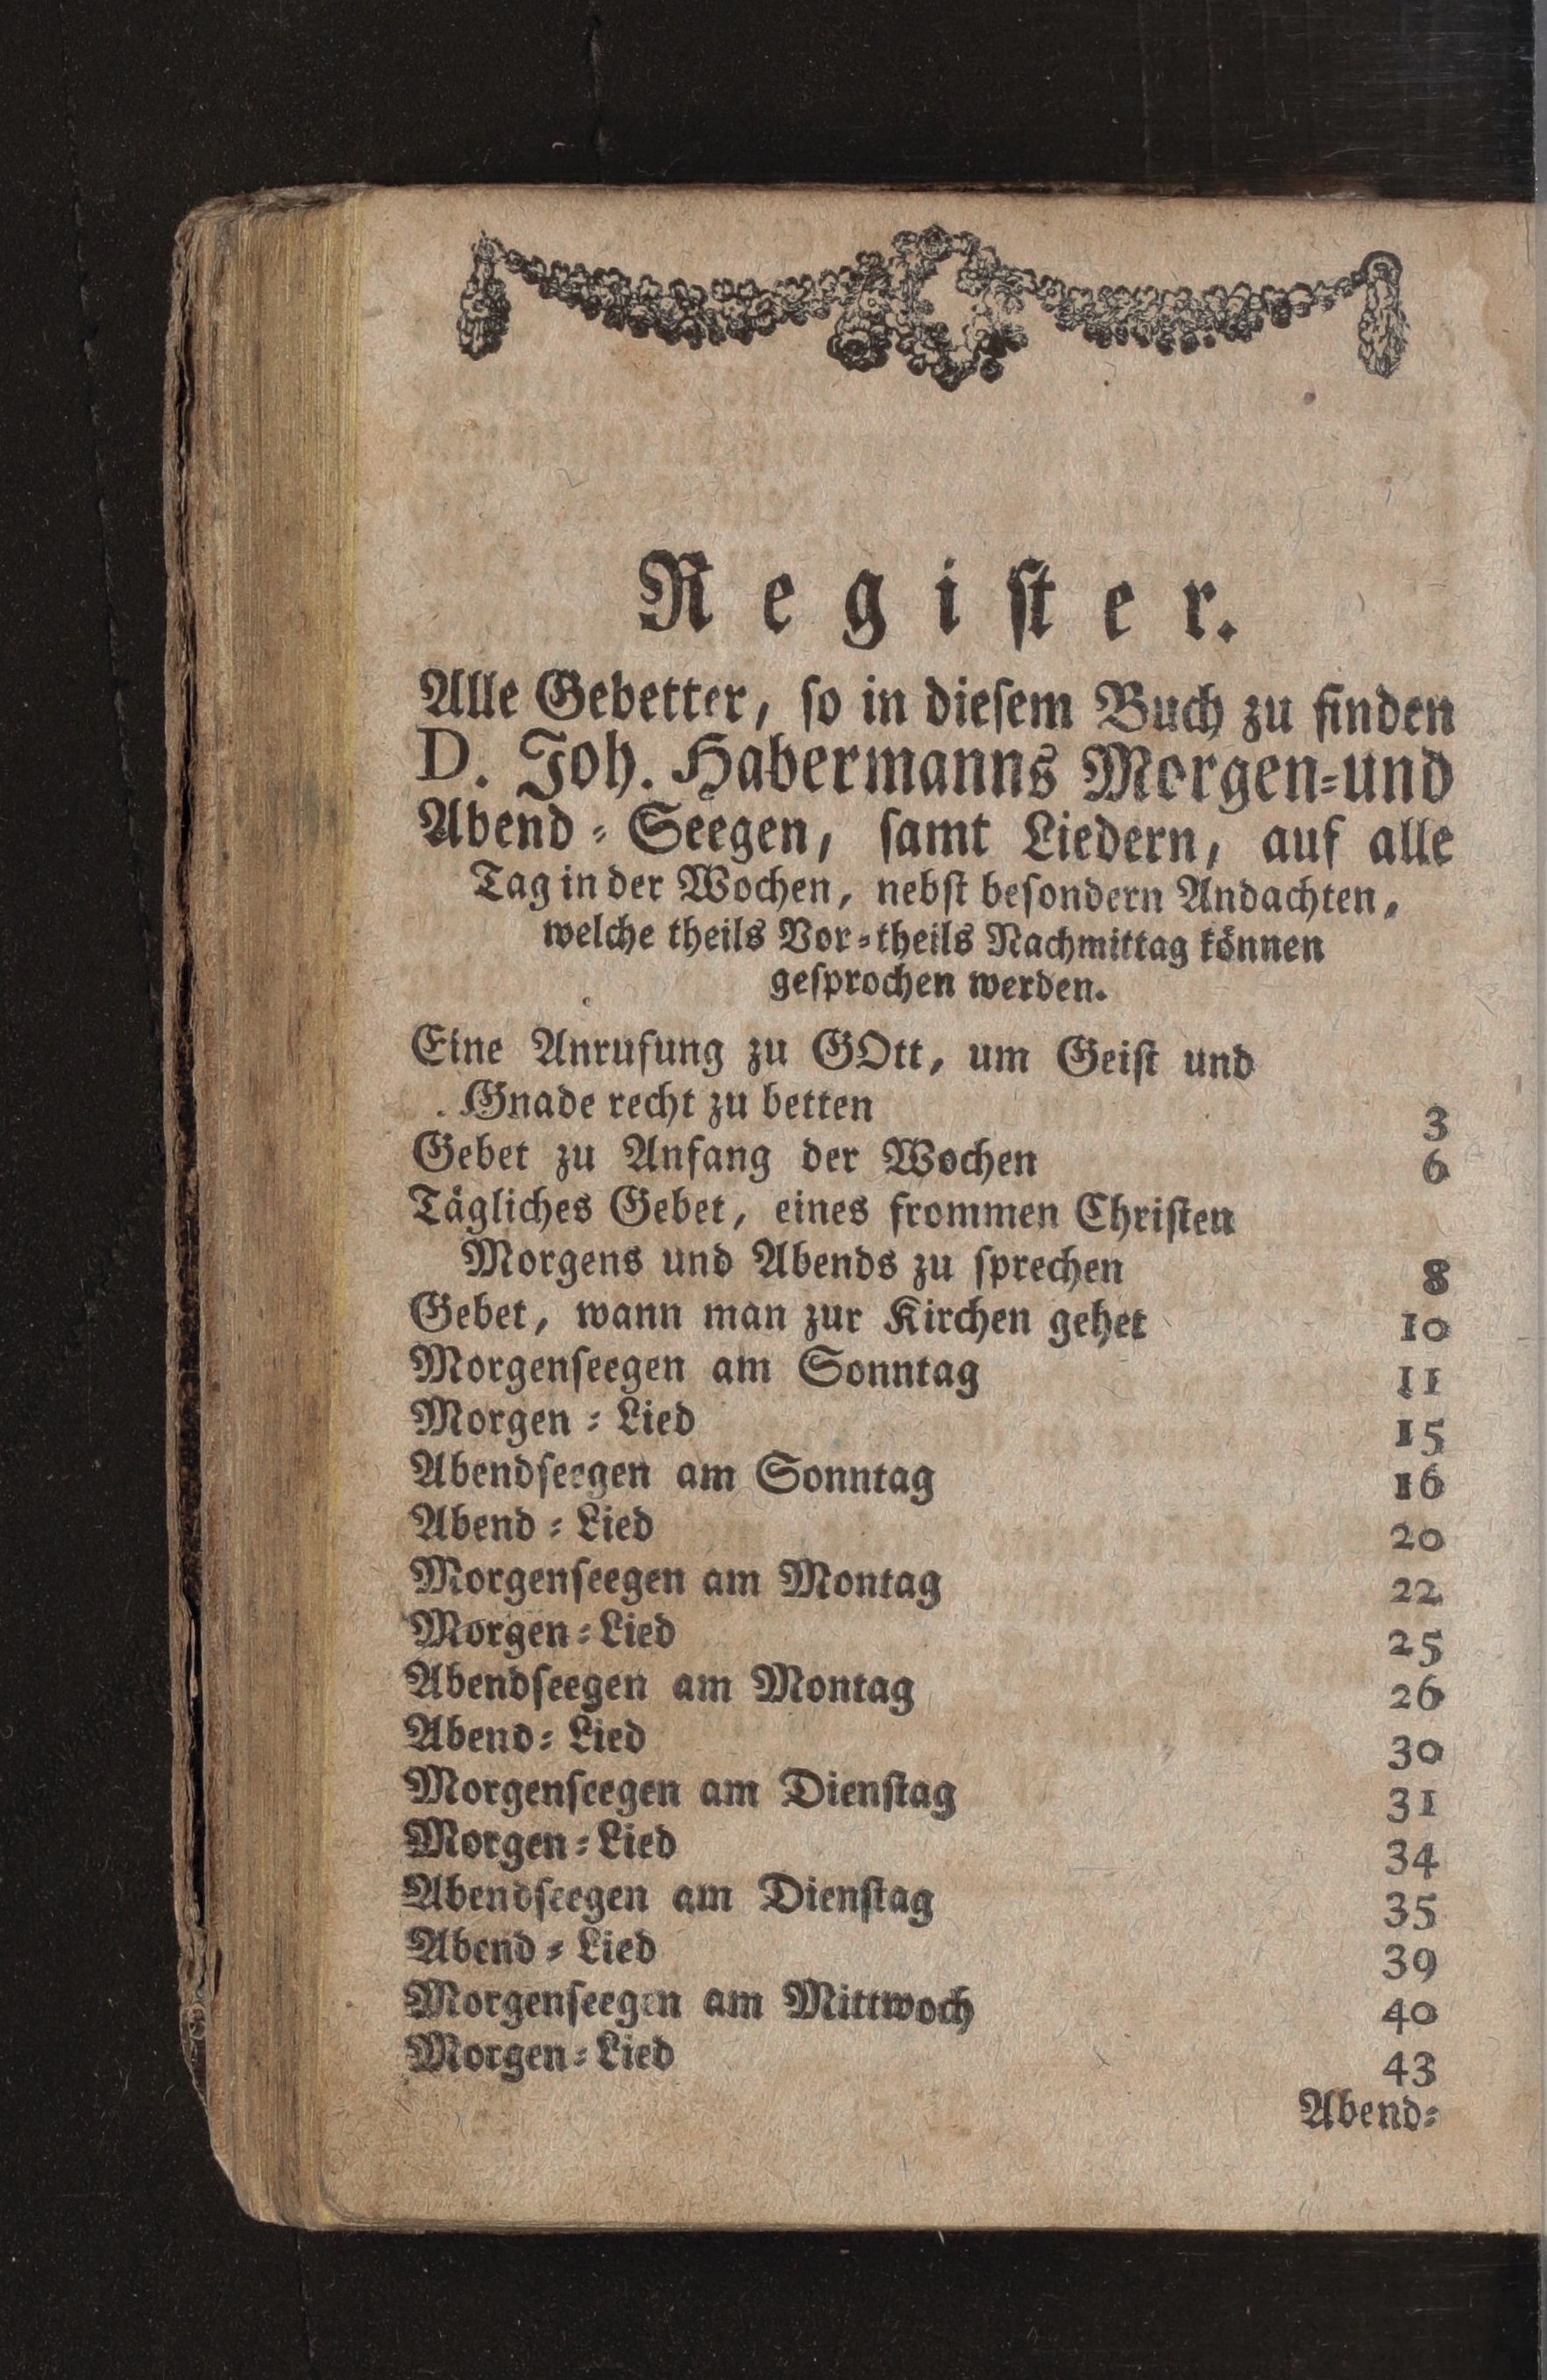 Regiſter.
Alle Gebetter, ſo in dieſem Buch zu finden
D. Joh. Habermanns Morgen-und
Abend-Seegen, ſamt Liedern, auf alle
Tag in der Wochen, nebſt beſondern Andachten,
welche theils Vor-theils Nachmittag können
geſprochen werden.
Eine Anrufung zu GOtt, um Geiſt und
Gnade recht zu betten 3
Gebet zu Anfang der Wochen 6
Tägliches Gebet, eines frommen Chriſten
Morgens und Abends zu ſprechen 8
Gebet, wann man zur Kirchen gehet 10
Morgenſeegen am Sonntag 11
Morgen-Lied 15
Abendſeegen am Sonntag 16
Abend-Lied 20
Morgenſeegen am Montag 22
Morgen-Lied 25
Abendſeegen am Montag 26
Abend-Lied 30
Morgenſeegen am Dienſtag 31
Morgen-Lied 34
Abendſeegen am Dienſtag 35
Abend-Lied 39
Morgenſeegen am Mittwoch 40
Morgen-Lied 43
Abend-